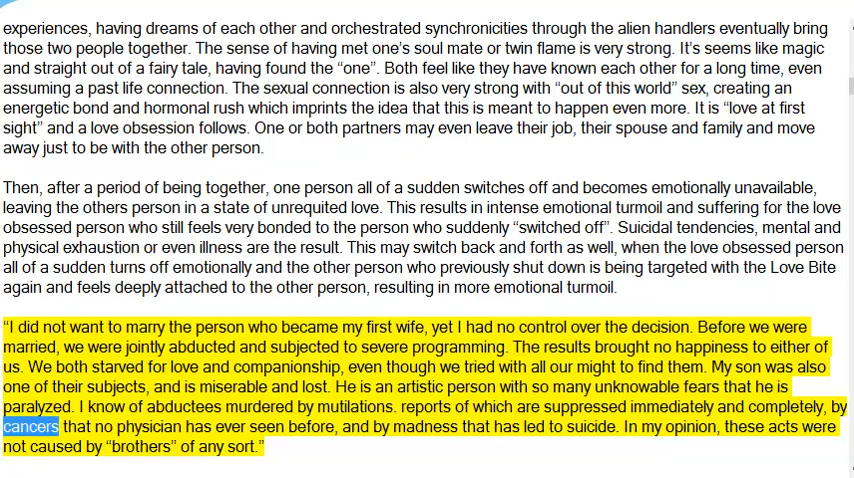 experiences, having dreams of each other and orchestrated synchronicities through the alien handlers eventually bring
those two people together. The sense of having met one's soul mate or twin flame is very strong. It's seems like magic
and straight out of a fairy tale, having found the “one”. Both feel like they have known each other for a long time, even
assuming a past life connection. The sexual connection is also very strong with “out of this world” sex, creating an
energetic bond and hormonal rush which imprints the idea that this is meant to happen even more. It is “love at first
sight” and a love obsession follows. One or both partners may even leave their job, their spouse and family and move
away just to be with the other person.
Then, after a period of being together, one person all of a sudden switches off and becomes emotionally unavailable,
leaving the others person in a state of unrequited love. This results in intense emotional turmoil and suffering for the love
obsessed person who still feels very bonded to the person who suddenly “switched off”. Suicidal tendencies, mental and
physical exhaustion or even illness are the result. This may switch back and forth as well, when the love obsessed person
all of a sudden turns off emotionally and the other person who previously shut down is being targeted with the Love Bite
again and feels deeply attached to the other person, resulting in more emotional turmoil.
“I did not want to marry the person who became my first wife, yet I had no control over the decision. Before we were
married, we were jointly abducted and subjected to severe programming. The results brought no happiness to either of
us. We both starved for love and companionship, even though we tried with all our might to find them. My son was also
one of their subjects, and is miserable and lost. He is an artistic person with so many unknowable fears that he is
paralyzed. I know of abductees murdered by mutilations. reports of which are suppressed immediately and completely, by
cancers that no physician has ever seen before, and by madness that has led to suicide. In my opinion, these acts were
not caused by “brothers” of any sort.”